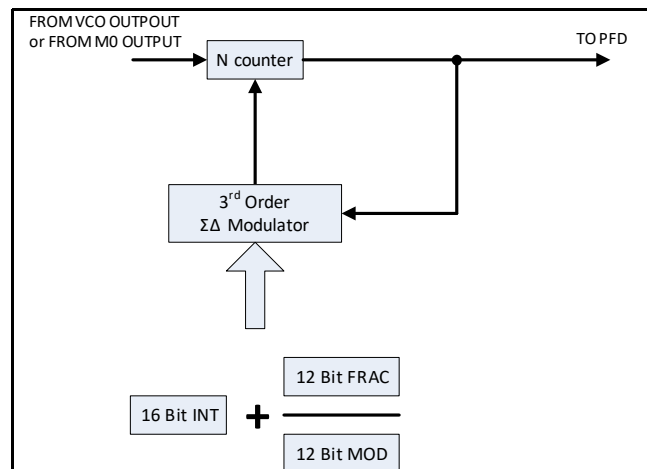 FROM VCO OUTPOUT
or FROM M0 OUTPUT
TO PFD
N counter
3rd Order
ΣΔ Modulator
12 Bit FRAC
16 Bit INT
+
12 Bit MOD